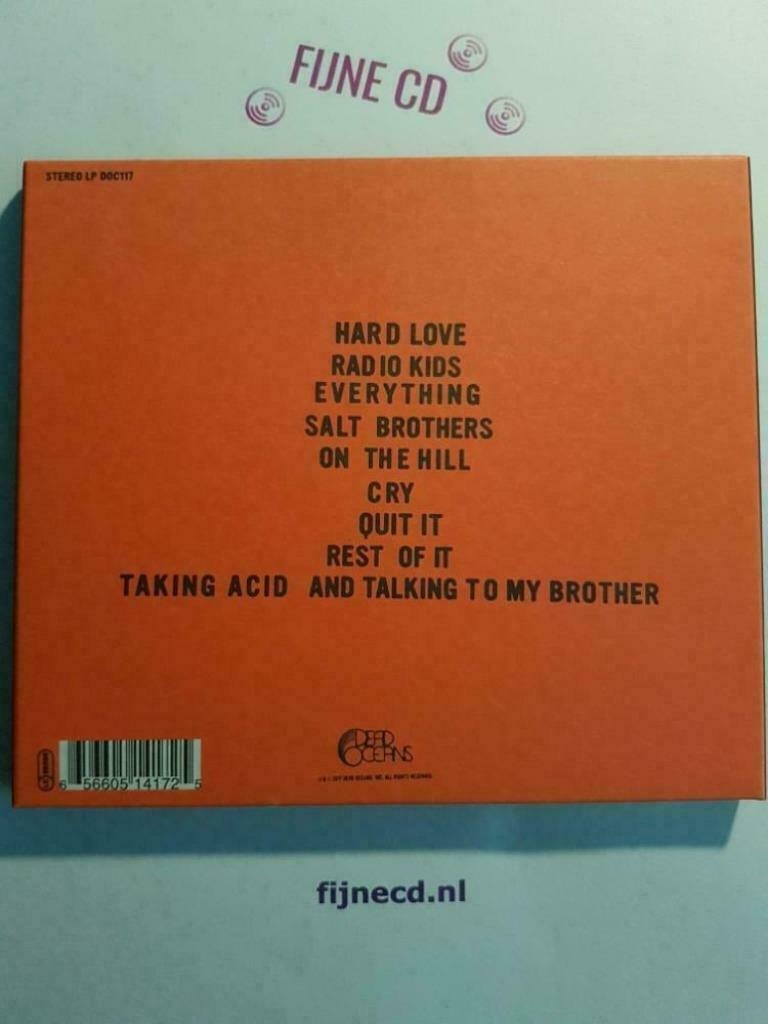 FIJNE CD
STEREO LP DOC117
HARD LOVE
RADIO KIDS
EVERYTHING
SALT BROTHERS
ON THE HILL
CRY
QUIT IT
REST OF IT
TAKING ACID AND TALKING TO MY BROTHER
DEAD
OCEANS
6 56605 14172 5
fijnecd.nl